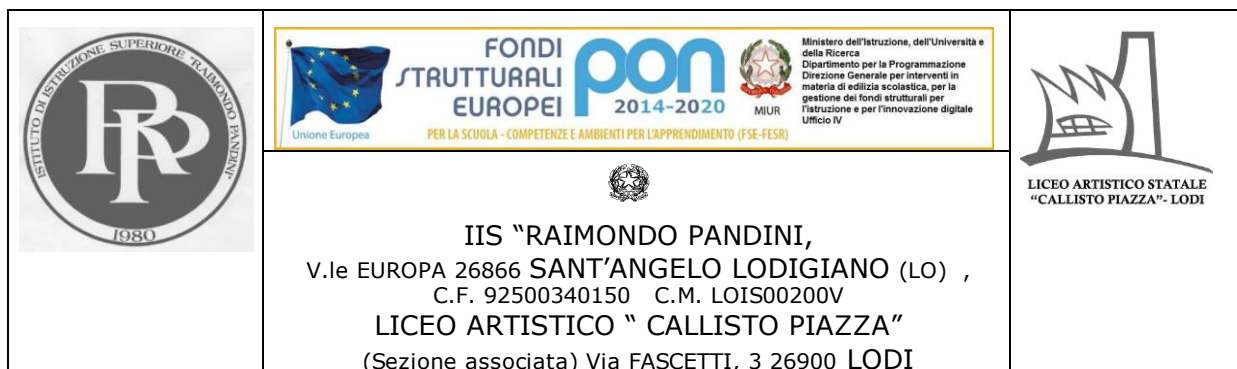 ISTITUTO DI ISTRUZIONE SUPERIORE "RAIMONDO PANDINI"
RP
1980
Unione Europea
FONDI
STRUTTURALI
EUROPEI
pon
2014-2020
MIUR
Ministero dell'Istruzione, dell'Università e
della Ricerca
Dipartimento per la Programmazione
Direzione Generale per interventi in
materia di edilizia scolastica, per la
gestione dei fondi strutturali per
l'istruzione e per l'innovazione digitale
Ufficio IV
PER LA SCUOLA - COMPETENZE E AMBIENTI PER L'APPRENDIMENTO (FSE-FESR)
LICEO ARTISTICO STATALE
"CALLISTO PIAZZA"- LODI
IIS “RAIMONDO PANDINI,
V.le EUROPA 26866 SANT’ANGELO LODIGIANO (LO) ,
C.F. 92500340150 C.M. LOIS00200V
LICEO ARTISTICO “ CALLISTO PIAZZA”
(Sezione associata) Via FASCETTI, 3 26900 LODI